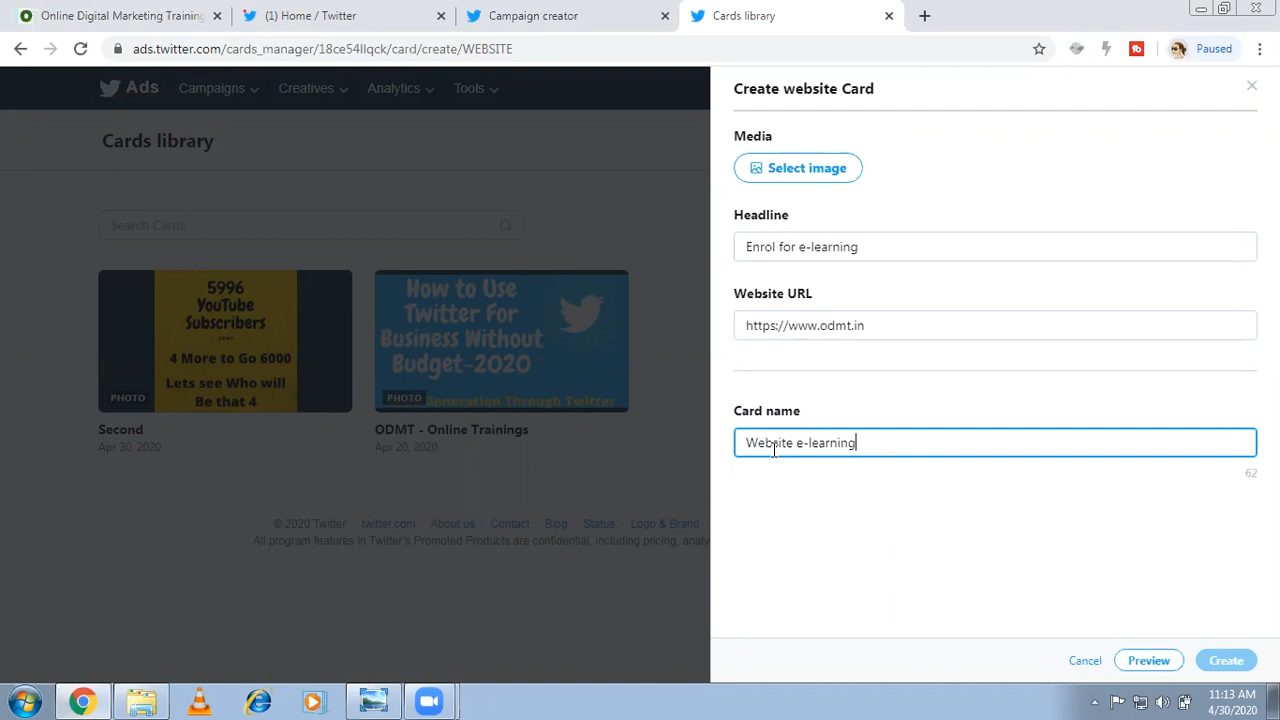 Online Digital Marketing Training
(1) Home / Twitter
Campaign creator
Cards library
ads.twitter.com/cards_manager/18ce54llqck/card/create/WEBSITE
Paused
Ads
Campaigns
Creatives
Analytics
Tools
Create website Card
Cards library
Media
Select image
Search Cards
Headline
Enrol for e-learning
Website URL
https://www.odmt.in
5996
YouTube
Subscribers
4 More to Go 6000
Lets see Who will
Be that 4
PHOTO
How to Use
Twitter For
Business Without
Budget-2020
Generation Through Twitter
PHOTO
Second
Apr 30, 2020
ODMT - Online Trainings
Apr 20, 2020
Card name
Website e-learning
62
© 2020 Twitter
twitter.com
About us
Contact
Blog
Status
Logo & Brand
All program features in Twitter's Promoted Products are confidential, including pricing, analy
Cancel
Preview
Create
11:13 AM
4/30/2020